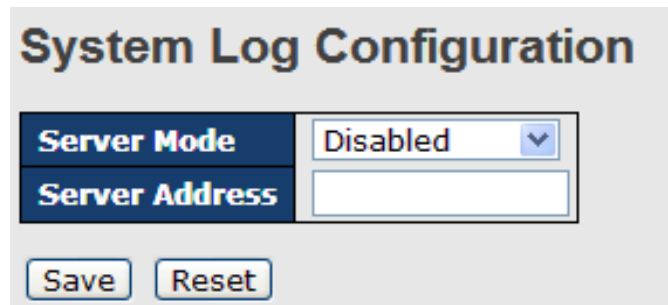 System Log Configuration
Server Mode Disabled
Server Address
Save Reset